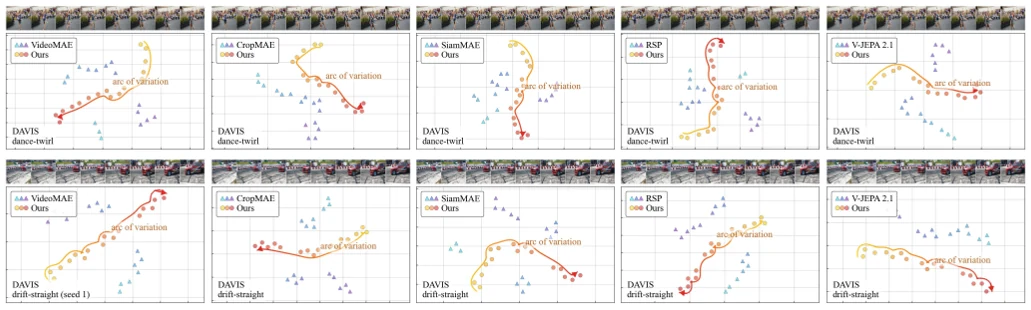 VideoMAE
Ours
arc of variation
DAVIS
dance-twirl
CropMAE
Ours
arc of variation
DAVIS
dance-twirl
SiamMAE
Ours
arc of variation
DAVIS
dance-twirl
RSP
Ours
arc of variation
DAVIS
dance-twirl
V-JEPA 2.1
Ours
arc of variation
DAVIS
dance-twirl
VideoMAE
Ours
arc of variation
DAVIS
drift-straight (seed 1)
CropMAE
Ours
arc of variation
DAVIS
drift-straight
SiamMAE
Ours
arc of variation
DAVIS
drift-straight
RSP
Ours
arc of variation
DAVIS
drift-straight
V-JEPA 2.1
Ours
arc of variation
DAVIS
drift-straight